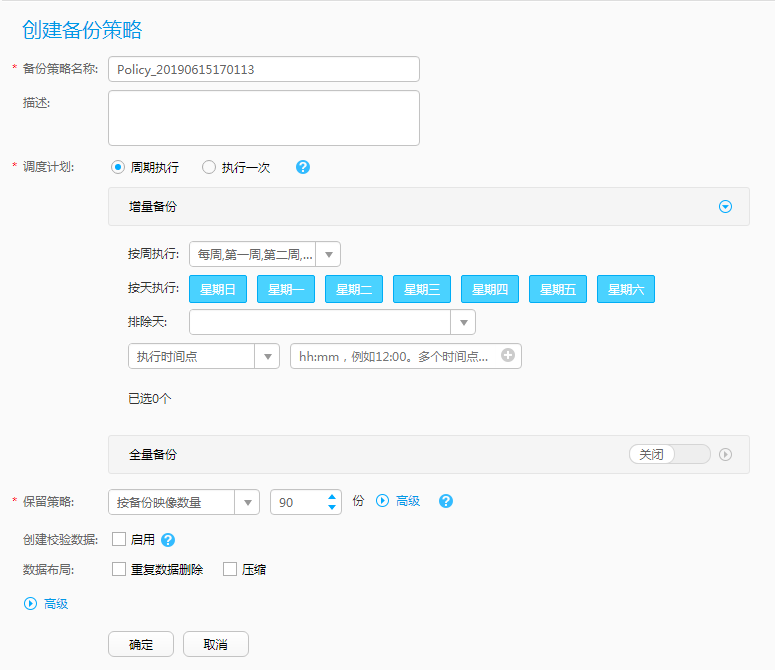 创建备份策略
* 备份策略名称: Policy_20190615170113
描述:
* 调度计划: 周期执行 执行一次 ?
增量备份
按周执行: 每周,第一周,第二周,...
按天执行: 星期日 星期一 星期二 星期三 星期四 星期五 星期六
排除天:
执行时间点 hh:mm，例如12:00。多个时间点...
已选0个
全量备份 关闭
* 保留策略: 按备份映像数量 90 份 高级 ?
创建校验数据: 启用 ?
数据布局: 重复数据删除 压缩
高级
确定 取消